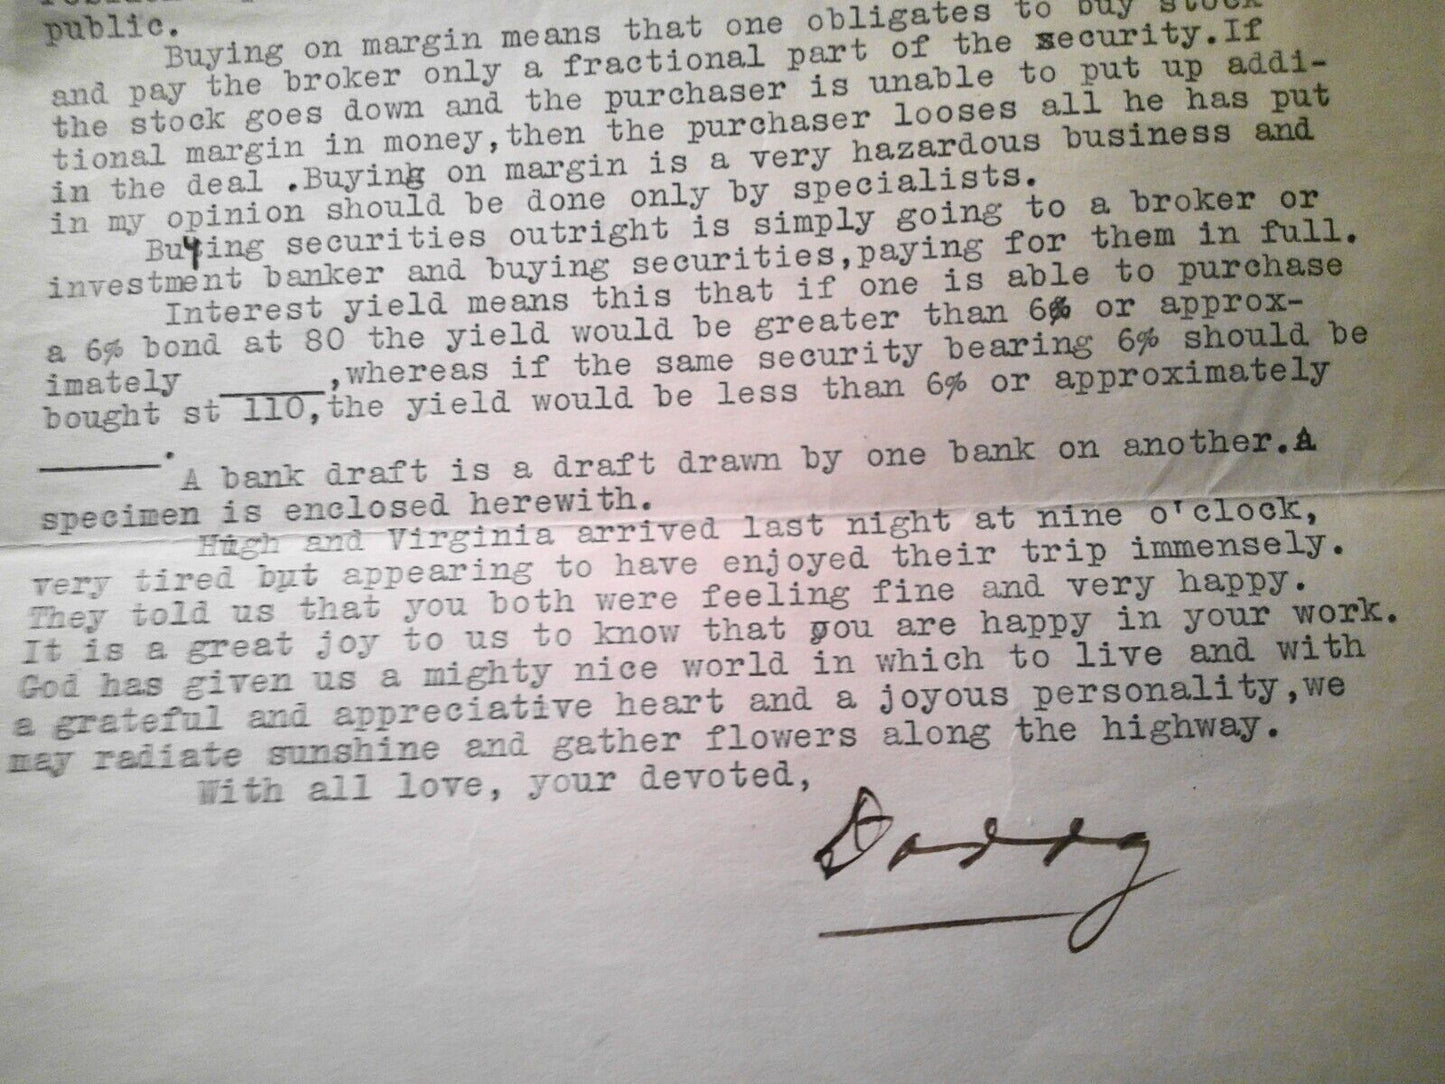 public.
Buying on margin means that one obligates to buy stock
and pay the broker only a fractional part of the security.If
the stock goes down and the purchaser is unable to put up addi-
tional margin in money,then the purchaser looses all he has put
in the deal .Buying on margin is a very hazardous business and
in my opinion should be done only by specialists.
Buying securities outright is simply going to a broker or
investment banker and buying securities,paying for them in full.
Interest yield means this that if one is able to purchase
a 6% bond at 80 the yield would be greater than 6% or approx-
imately _____,whereas if the same security bearing 6% should be
bought st 110,the yield would be less than 6% or approximately
______.
A bank draft is a draft drawn by one bank on another.A
specimen is enclosed herewith.
Hugh and Virginia arrived last night at nine o'clock,
very tired but appearing to have enjoyed their trip immensely.
They told us that you both were feeling fine and very happy.
It is a great joy to us to know that you are happy in your work.
God has given us a mighty nice world in which to live and with
a grateful and appreciative heart and a joyous personality,we
may radiate sunshine and gather flowers along the highway.
With all love, your devoted,
Daddy